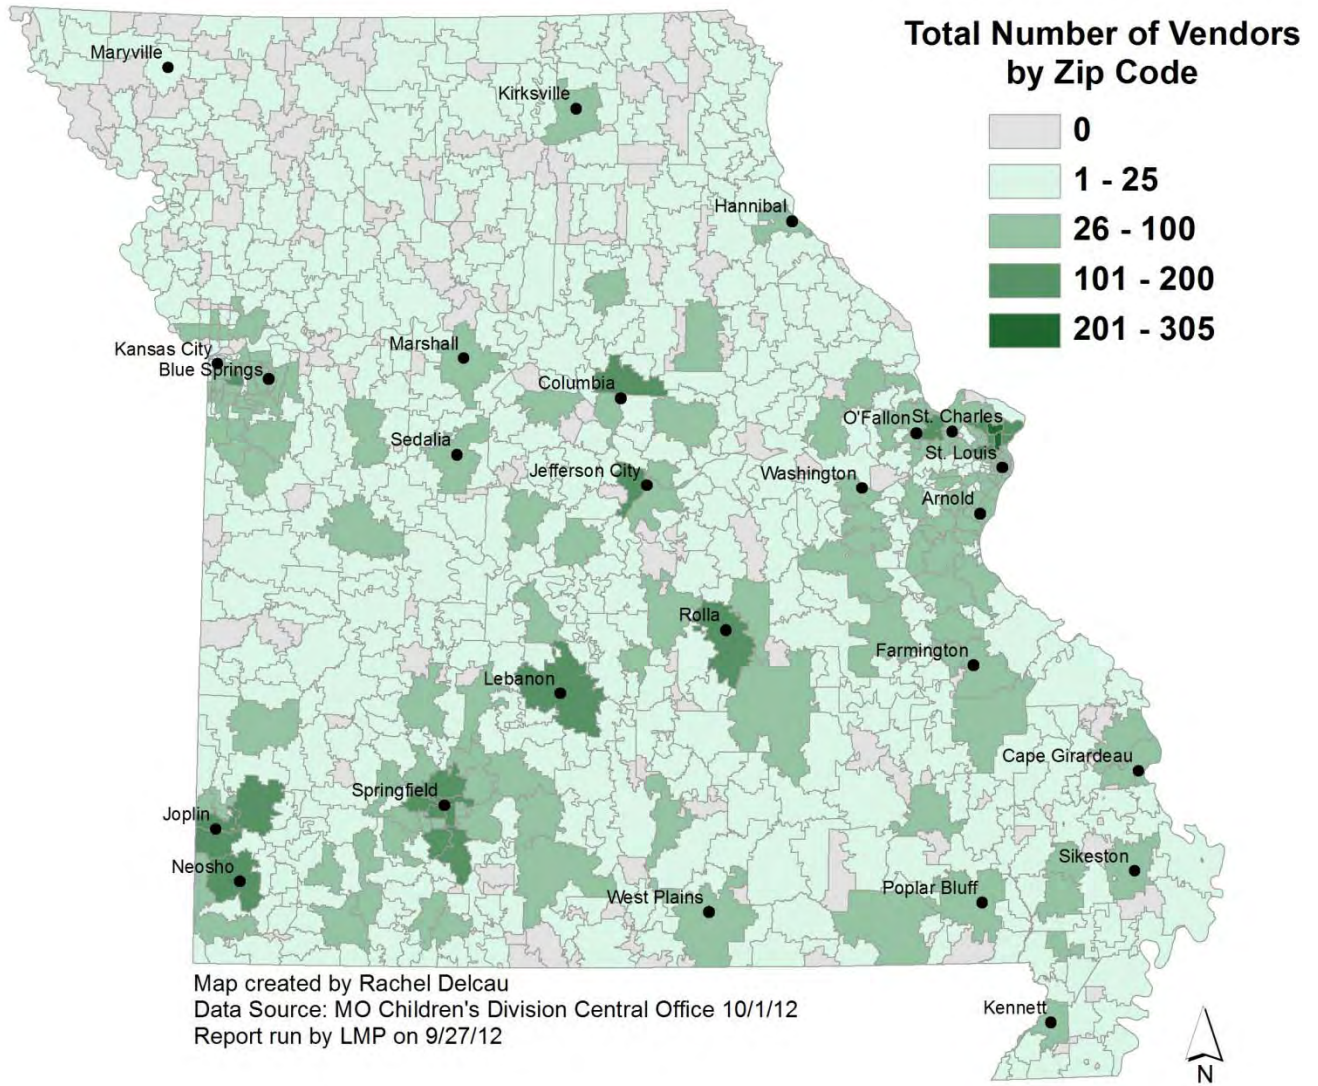 Total Number of Vendors
by Zip Code
0
1 - 25
26 - 100
101 - 200
201 - 305
Maryville
Kirksville
Hannibal
Kansas City
Blue Springs
Marshall
Columbia
Sedalia
Jefferson City
O'Fallon
St. Charles
St. Louis
Washington
Arnold
Rolla
Farmington
Lebanon
Cape Girardeau
Springfield
Joplin
Neosho
West Plains
Poplar Bluff
Sikeston
Kennett
Map created by Rachel Delcau
Data Source: MO Children's Division Central Office 10/1/12
Report run by LMP on 9/27/12
N